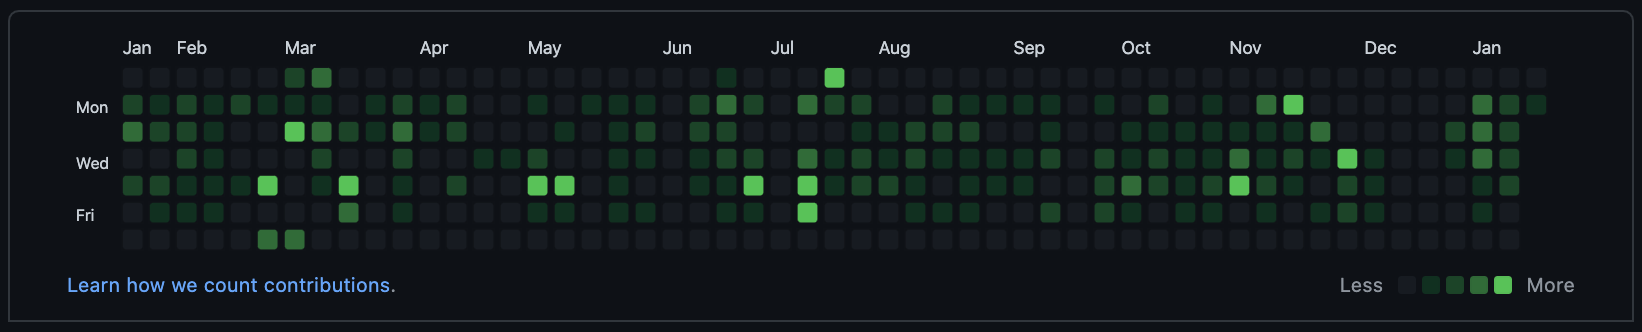 Jan Feb Mar Apr May Jun Jul Aug Sep Oct Nov Dec Jan
Mon
Wed
Fri
Learn how we count contributions. Less More